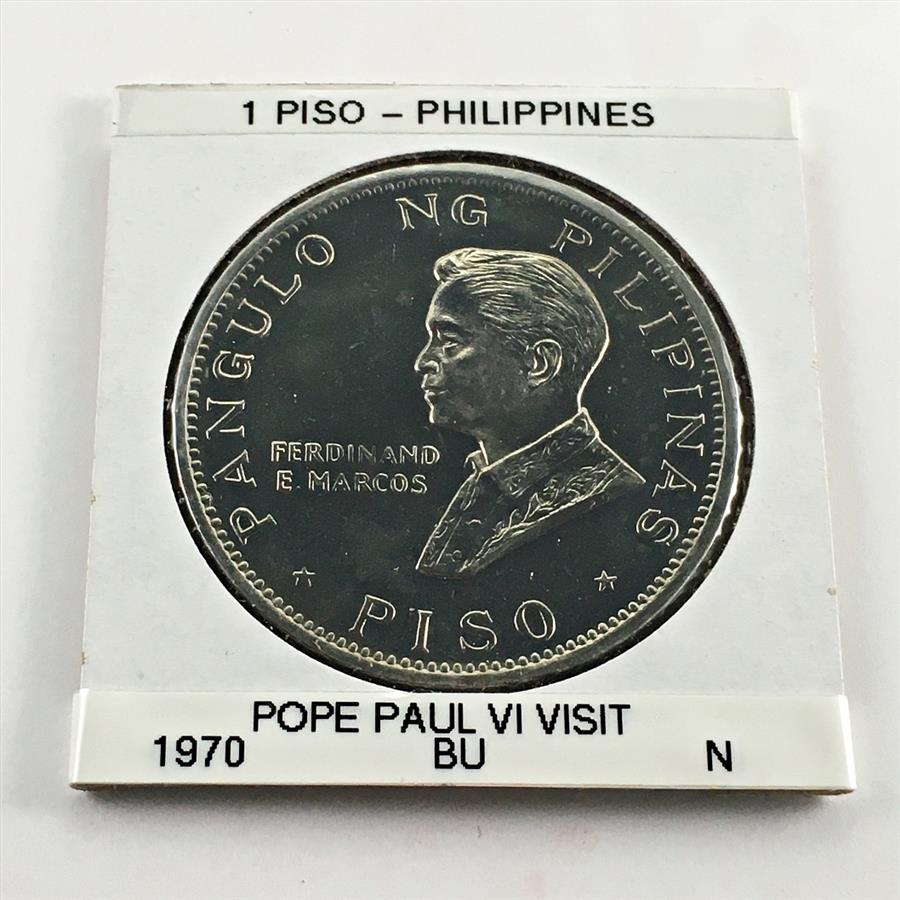 1 PISO – PHILIPPINES
PANGULO NG PILIPINAS
FERDINAND
E. MARCOS
PISO
POPE PAUL VI VISIT
1970 BU N